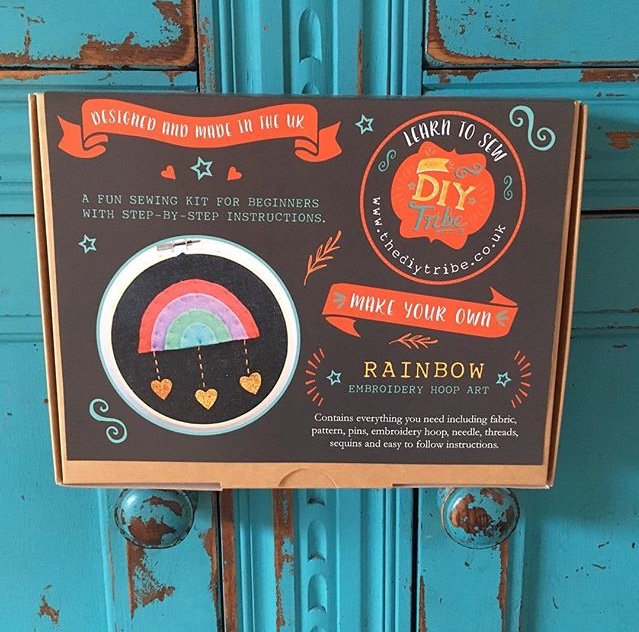 DESIGNED AND MADE IN THE UK
A FUN SEWING KIT FOR BEGINNERS
WITH STEP-BY-STEP INSTRUCTIONS.
LEARN TO SEW
DIY
Tribe
www.thediytribe.co.uk
MAKE YOUR OWN
RAINBOW
EMBROIDERY HOOP ART
Contains everything you need including fabric,
pattern, pins, embroidery hoop, needle, threads,
sequins and easy to follow instructions.